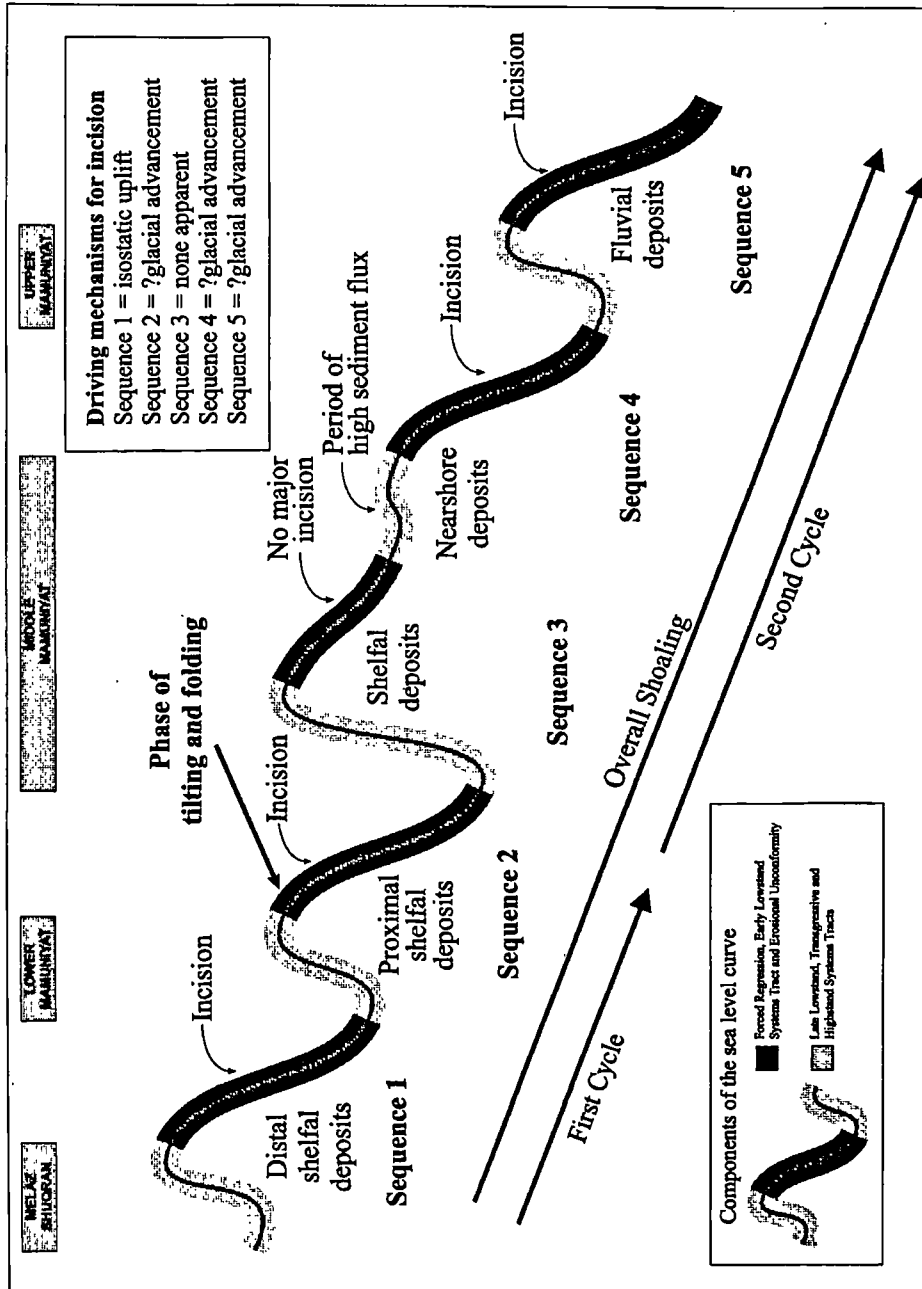 MELAZ
SHUQRAN
LOWER
MAMUNIYAT
MIDDLE
MAMUNIYAT
UPPER
MAMUNIYAT
Driving mechanisms for incision
Sequence 1 = isostatic uplift
Sequence 2 = ?glacial advancement
Sequence 3 = none apparent
Sequence 4 = ?glacial advancement
Sequence 5 = ?glacial advancement
Phase of
tilting and folding
Incision
Incision
No major
incision
Period of
high sediment flux
Incision
Incision
Distal
shelfal
deposits
Proximal
shelfal
deposits
Shelfal
deposits
Nearshore
deposits
Fluvial
deposits
Sequence 1
Sequence 2
Sequence 3
Sequence 4
Sequence 5
Overall Shoaling
First Cycle
Second Cycle
Components of the sea level curve
Forced Regression, Early Lowstand
Systems Tract and Erosional Unconformity
Late Lowstand, Transgressive and
Highstand Systems Tracts